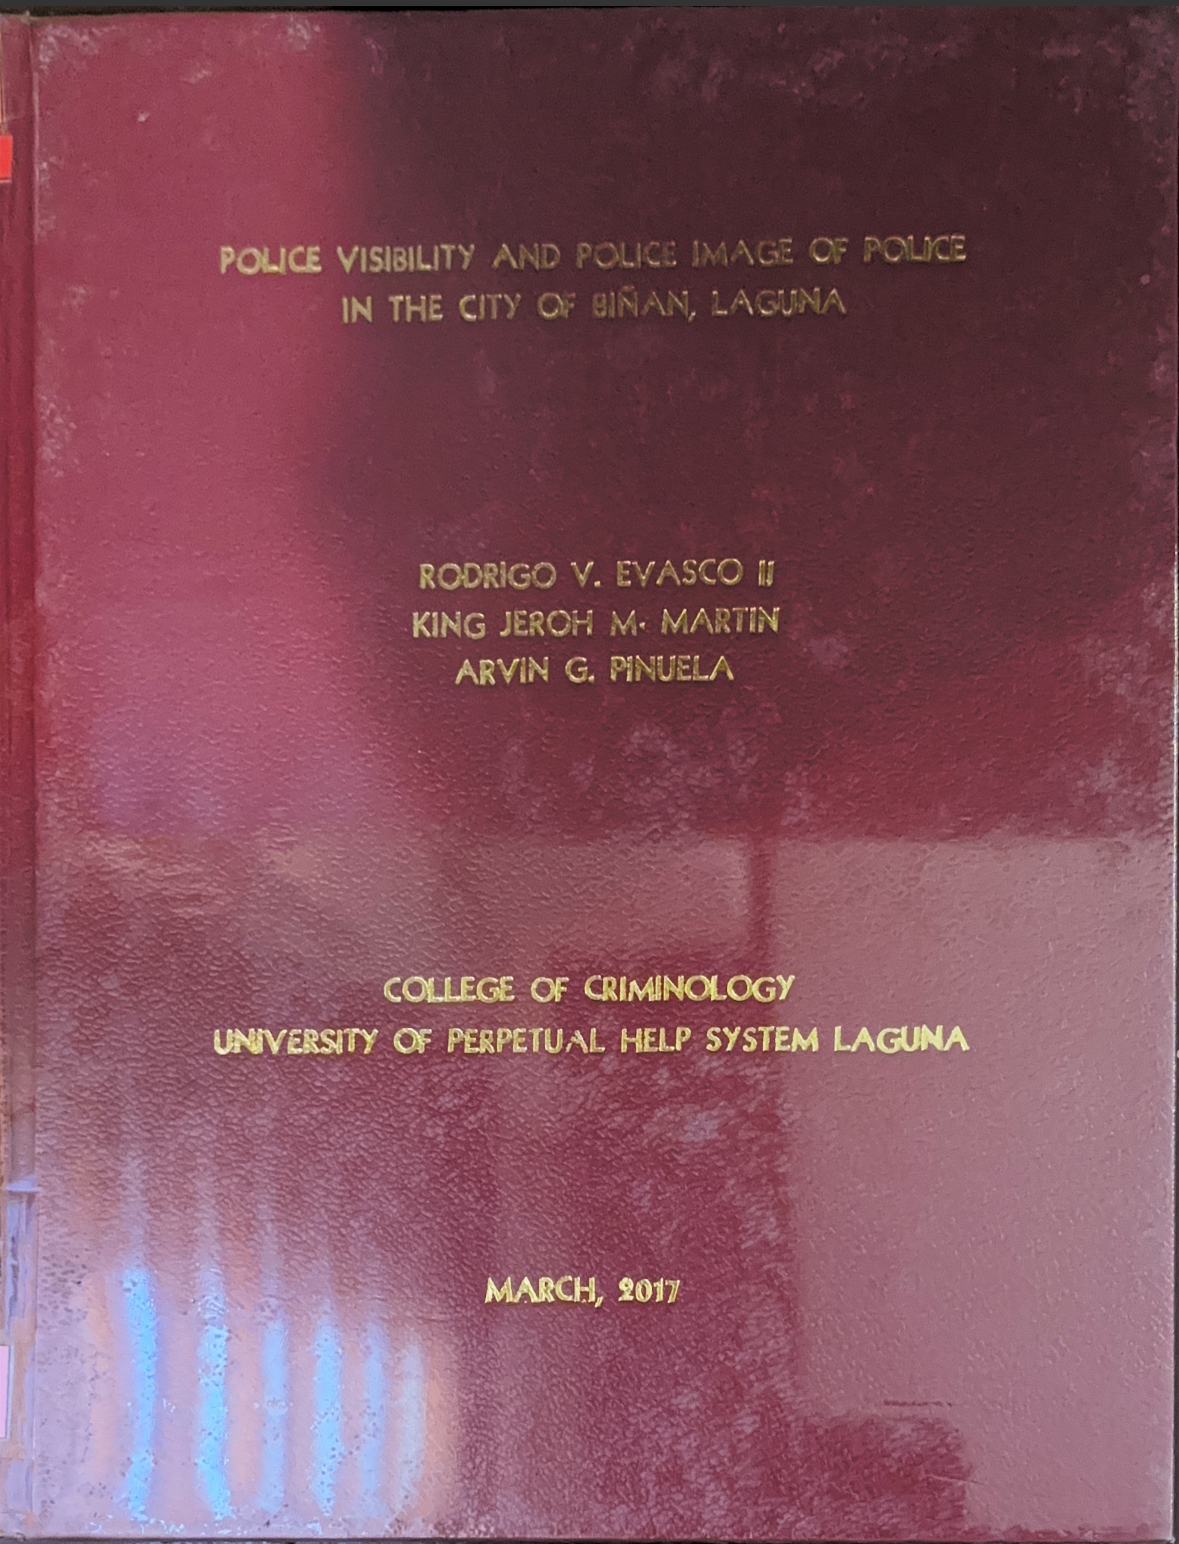 POLICE VISIBILITY AND POLICE IMAGE OF POLICE
IN THE CITY OF BIÑAN, LAGUNA
RODRIGO V. EVASCO II
KING JEROH M. MARTIN
ARVIN G. PINUELA
COLLEGE OF CRIMINOLOGY
UNIVERSITY OF PERPETUAL HELP SYSTEM LAGUNA
MARCH, 2017